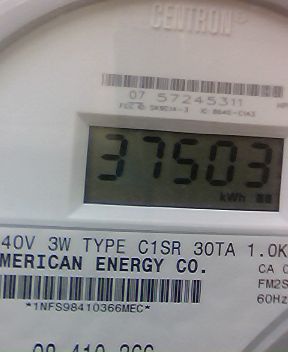 CENTRON®
07 57245311
37503
kWh
40V 3W TYPE C1SR 30TA 1.0K
MERICAN ENERGY CO.
CA 0
FM2S
60Hz
*1NFS98410366MEC*